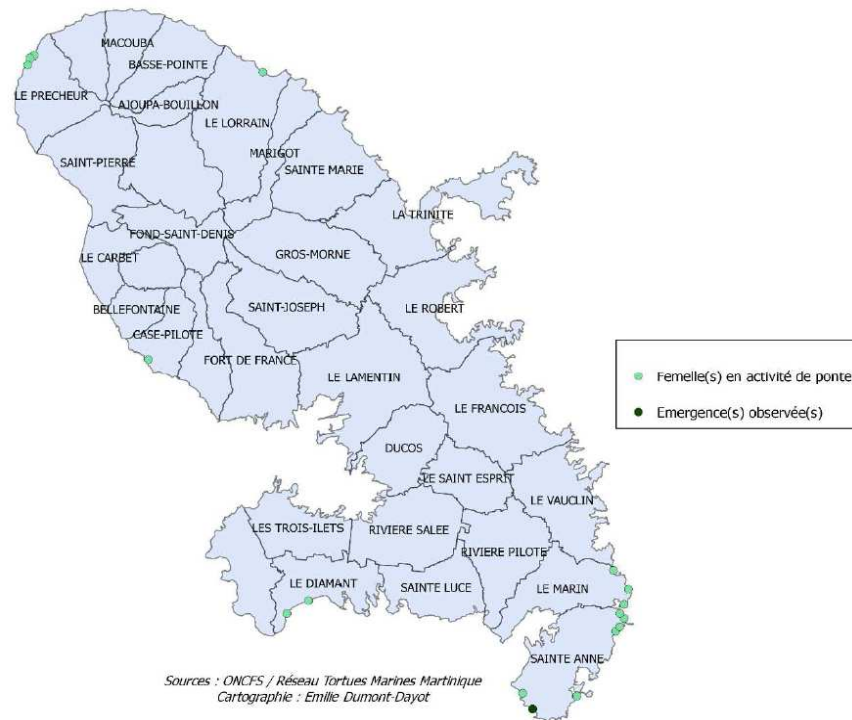 MACOUBA
BASSE-POINTE
LE PRECHEUR
AJOUPA-BOUILLON
LE LORRAIN
MARIGOT
SAINT-PIERRE
SAINTE MARIE
LA TRINITE
FOND-SAINT-DENIS
LE CARBET
GROS-MORNE
BELLEFONTAINE
SAINT-JOSEPH
LE ROBERT
CASE-PILOTE
FORT DE FRANCE
LE LAMENTIN
Femelle(s) en activité de ponte
LE FRANCOIS
Emergence(s) observée(s)
DUCOS
LE SAINT ESPRIT
LE VAUCLIN
LES TROIS-ILETS
RIVIERE SALEE
RIVIERE PILOTE
LE DIAMANT
SAINTE LUCE
LE MARIN
SAINTE ANNE
Sources : ONCFS / Réseau Tortues Marines Martinique
Cartographie : Emilie Dumont-Dayot